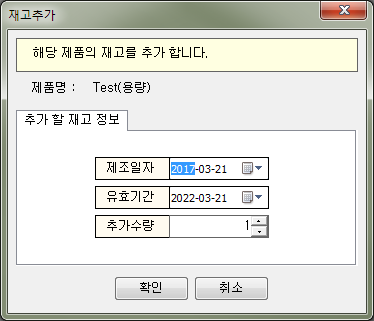 재고추가
해당 제품의 재고를 추가 합니다.
제품명 : Test(용량)
추가 할 재고 정보
제조일자 2017-03-21
유효기간 2022-03-21
추가수량 1
확인 취소